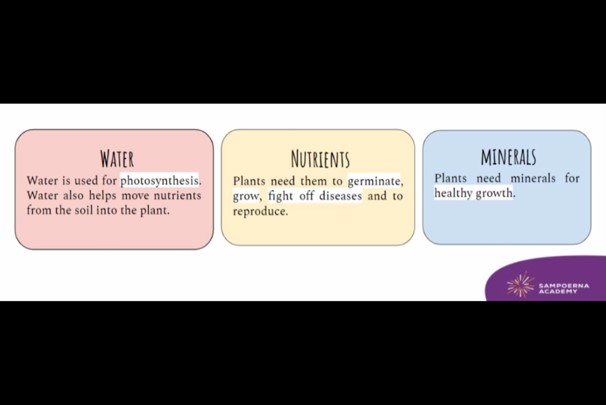 WATER
Water is used for photosynthesis.
Water also helps move nutrients
from the soil into the plant.
NUTRIENTS
Plants need them to germinate,
grow, fight off diseases and to
reproduce.
MINERALS
Plants need minerals for
healthy growth.
SAMPOERNA
ACADEMY